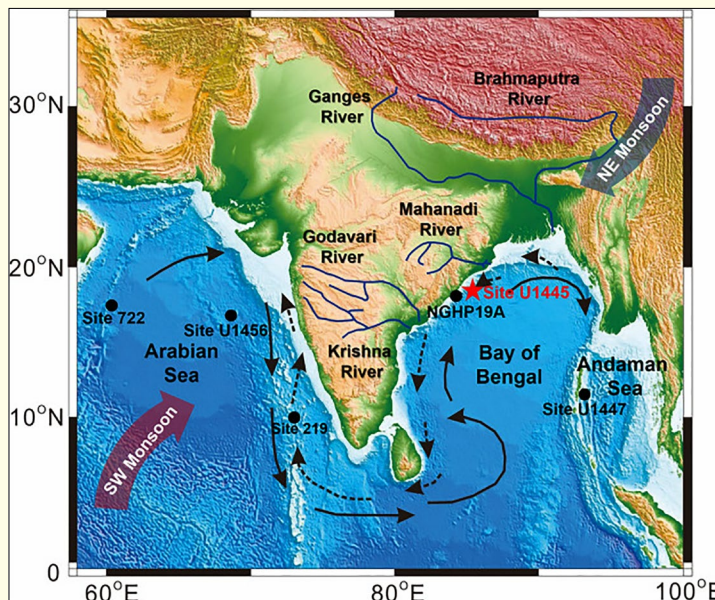 Brahmaputra
River
Ganges
River
30°N
NE Monsoon
Mahanadi
River
Godavari
River
20°N
Site U1445
NGHP19A
Site 722
Site U1456
Krishna
River
Arabian
Sea
Bay of
Bengal
Andaman
Sea
Site U1447
10°N
Site 219
SW Monsoon
0
60°E
80°E
100°E